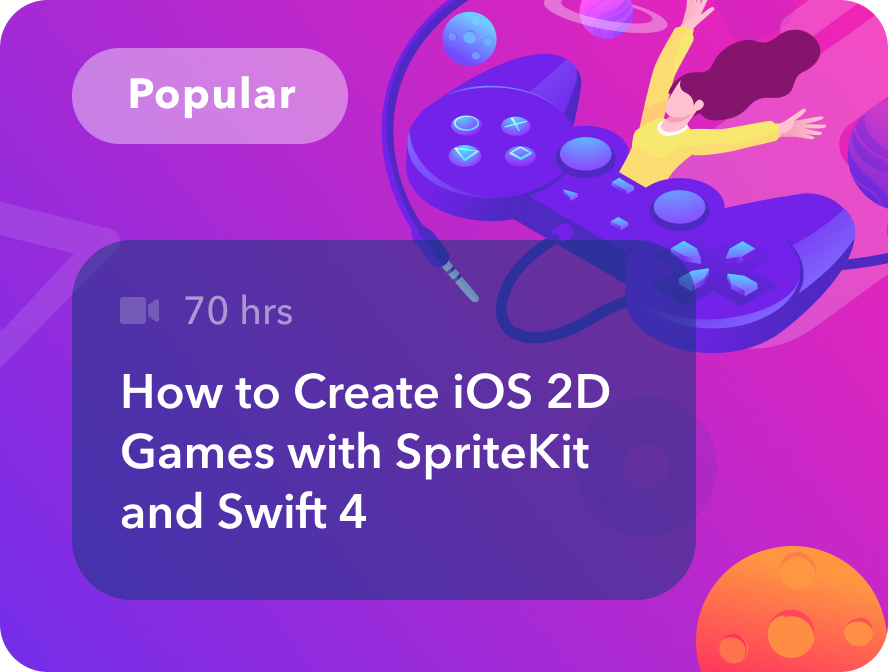 Popular
70 hrs
How to Create iOS 2D
Games with SpriteKit
and Swift 4